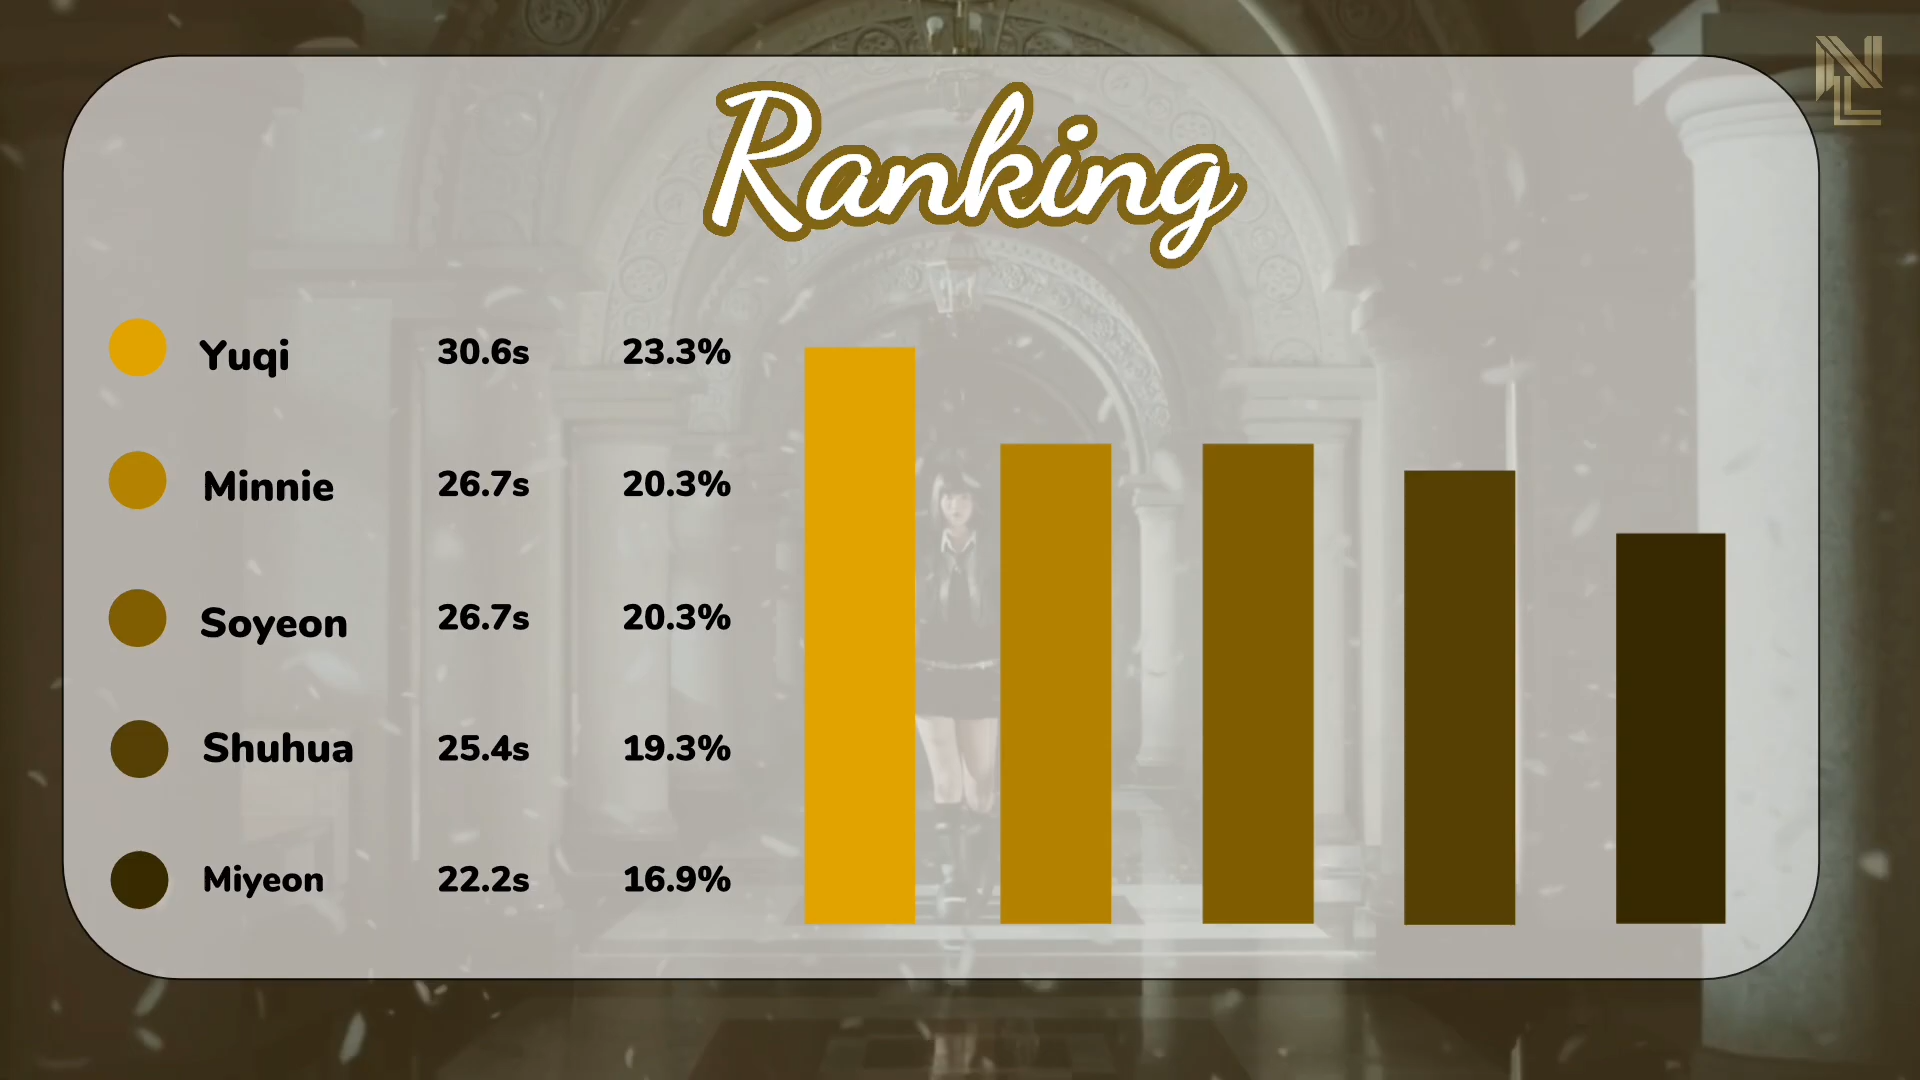 Ranking
Yuqi 30.6s 23.3%
Minnie 26.7s 20.3%
Soyeon 26.7s 20.3%
Shuhua 25.4s 19.3%
Miyeon 22.2s 16.9%
NL